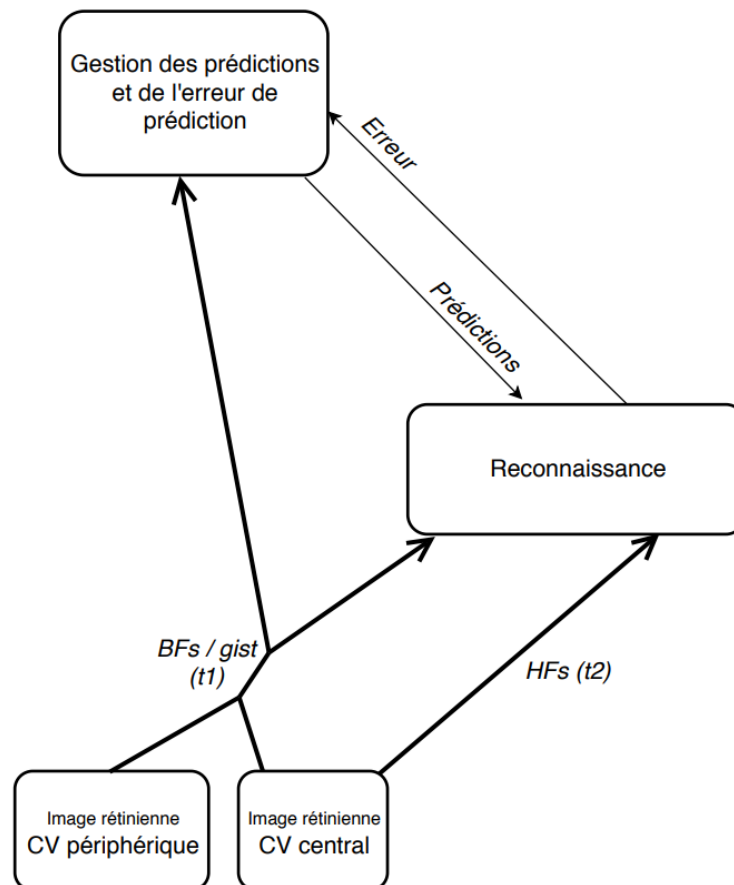 Gestion des prédictions
et de l'erreur de
prédiction
Erreur
Prédictions
Reconnaissance
BFs / gist
(t1)
HFs (t2)
Image rétinienne
CV périphérique
Image rétinienne
CV central